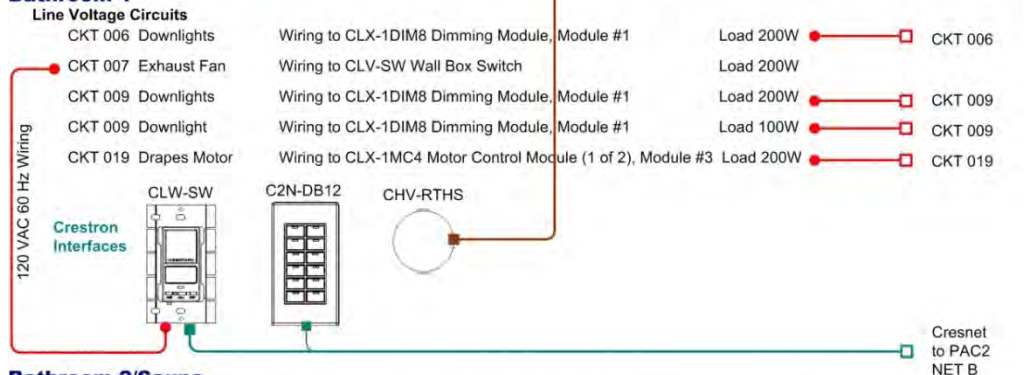 Line Voltage Circuits
CKT 006 Downlights Wiring to CLX-1DIM8 Dimming Module, Module #1 Load 200W CKT 006
CKT 007 Exhaust Fan Wiring to CLV-SW Wall Box Switch Load 200W
CKT 009 Downlights Wiring to CLX-1DIM8 Dimming Module, Module #1 Load 200W CKT 009
CKT 009 Downlight Wiring to CLX-1DIM8 Dimming Module, Module #1 Load 100W CKT 009
CKT 019 Drapes Motor Wiring to CLX-1MC4 Motor Control Module (1 of 2), Module #3 Load 200W CKT 019
120 VAC 60 Hz Wiring
CLW-SW C2N-DB12 CHV-RTHS
Crestron
Interfaces
Cresnet
to PAC2
NET B